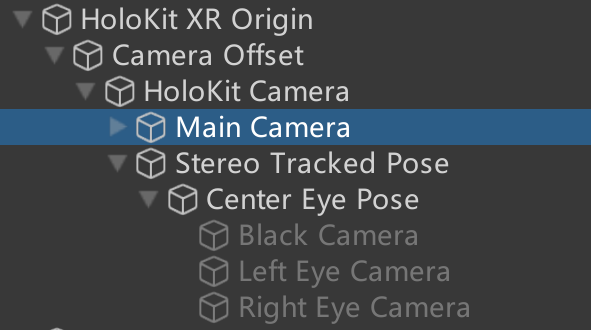 HoloKit XR Origin
Camera Offset
HoloKit Camera
Main Camera
Stereo Tracked Pose
Center Eye Pose
Black Camera
Left Eye Camera
Right Eye Camera